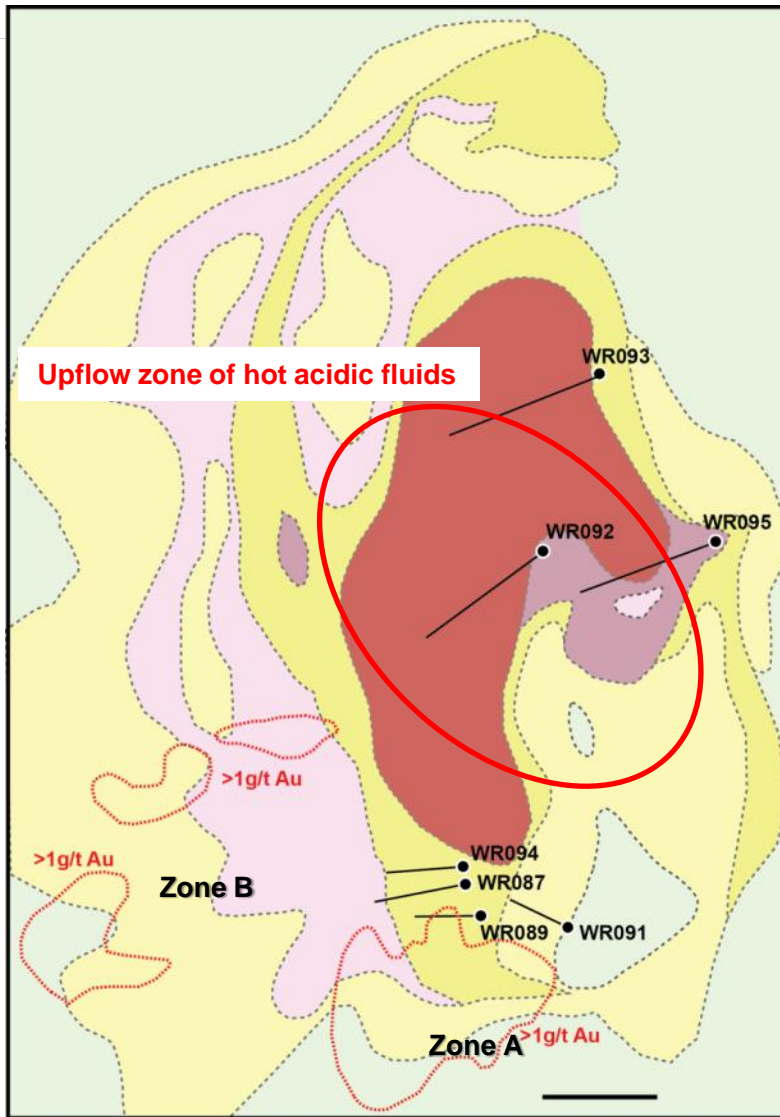 Upflow zone of hot acidic fluids
WR093
WR095
WR092
>1g/t Au
>1g/t Au
Zone B
WR094
WR087
WR089
WR091
Zone A
>1g/t Au